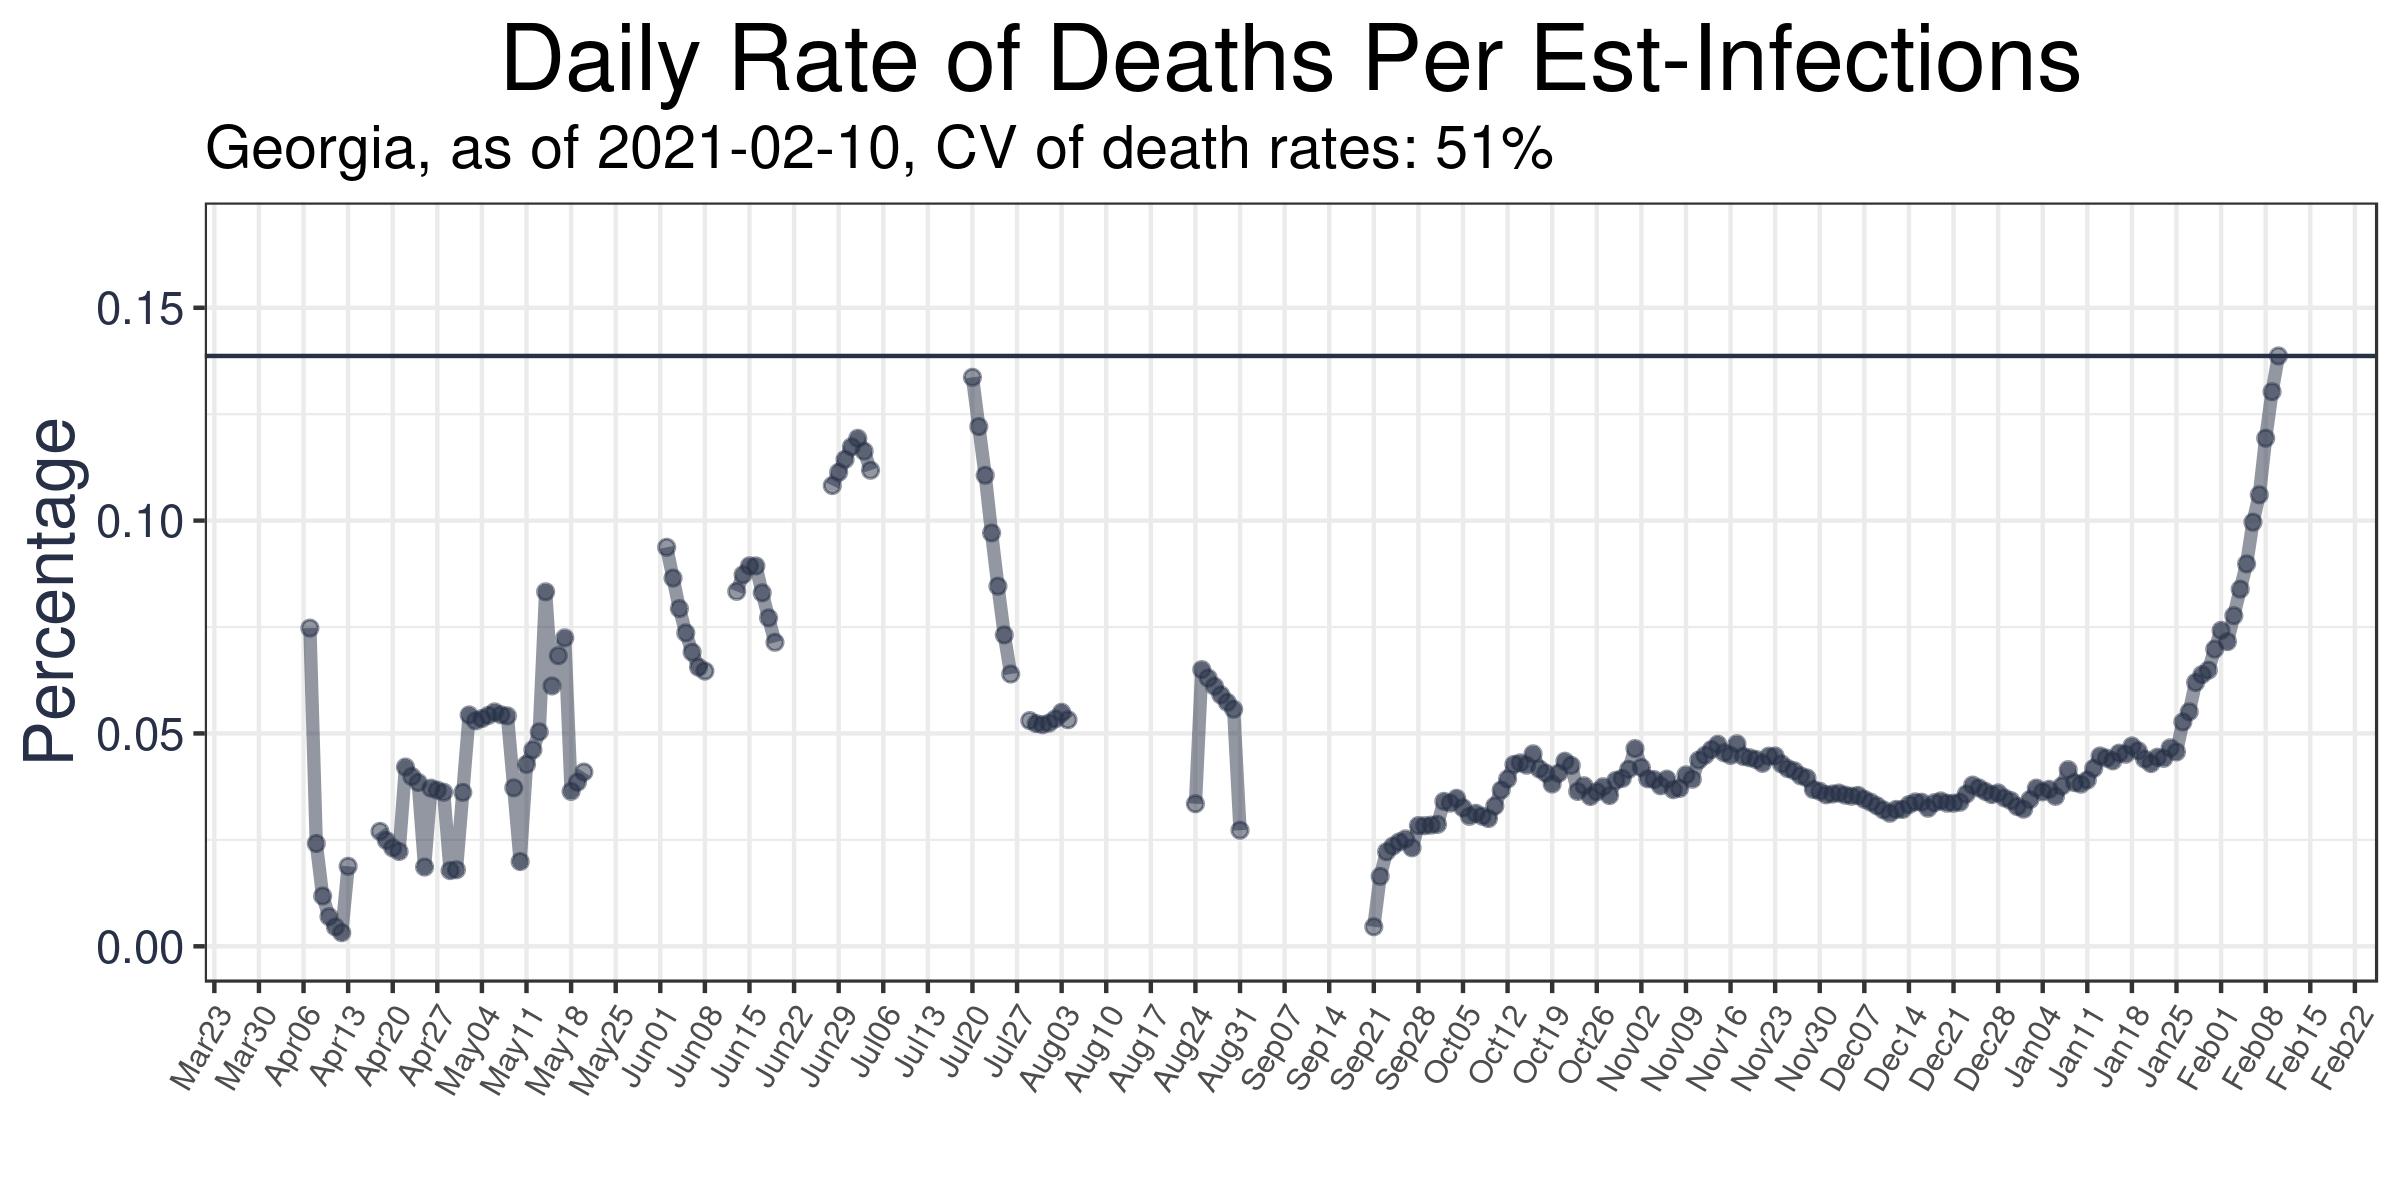 Daily Rate of Deaths Per Est-Infections
Georgia, as of 2021-02-10, CV of death rates: 51%
Percentage
0.15
0.10
0.05
0.00
Mar23
Mar30
Apr06
Apr13
Apr20
Apr27
May04
May11
May18
May25
Jun01
Jun08
Jun15
Jun22
Jun29
Jul06
Jul13
Jul20
Jul27
Aug03
Aug10
Aug17
Aug24
Aug31
Sep07
Sep14
Sep21
Sep28
Oct05
Oct12
Oct19
Oct26
Nov02
Nov09
Nov16
Nov23
Nov30
Dec07
Dec14
Dec21
Dec28
Jan04
Jan11
Jan18
Jan25
Feb01
Feb08
Feb15
Feb22